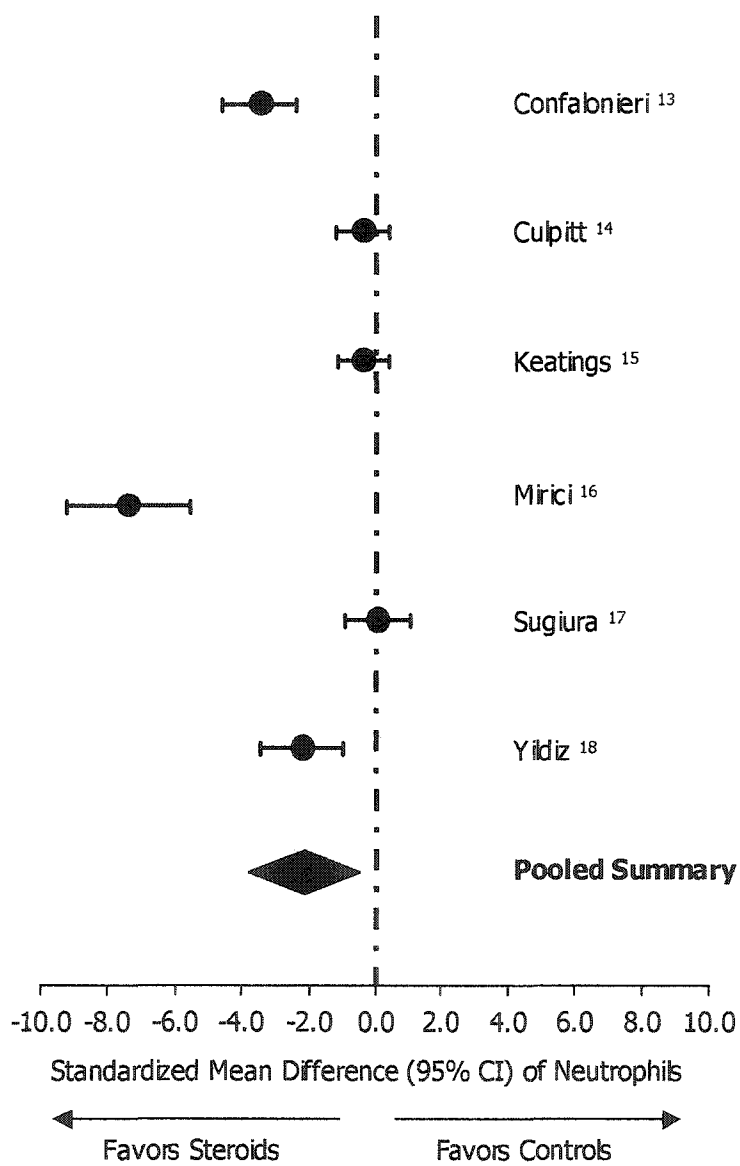 Confalonieri 13
Culpitt 14
Keatings 15
Mirici 16
Sugiura 17
Yildiz 18
Pooled Summary
-10.0 -8.0 -6.0 -4.0 -2.0 0.0 2.0 4.0 6.0 8.0 10.0
Standardized Mean Difference (95% CI) of Neutrophils
Favors Steroids Favors Controls